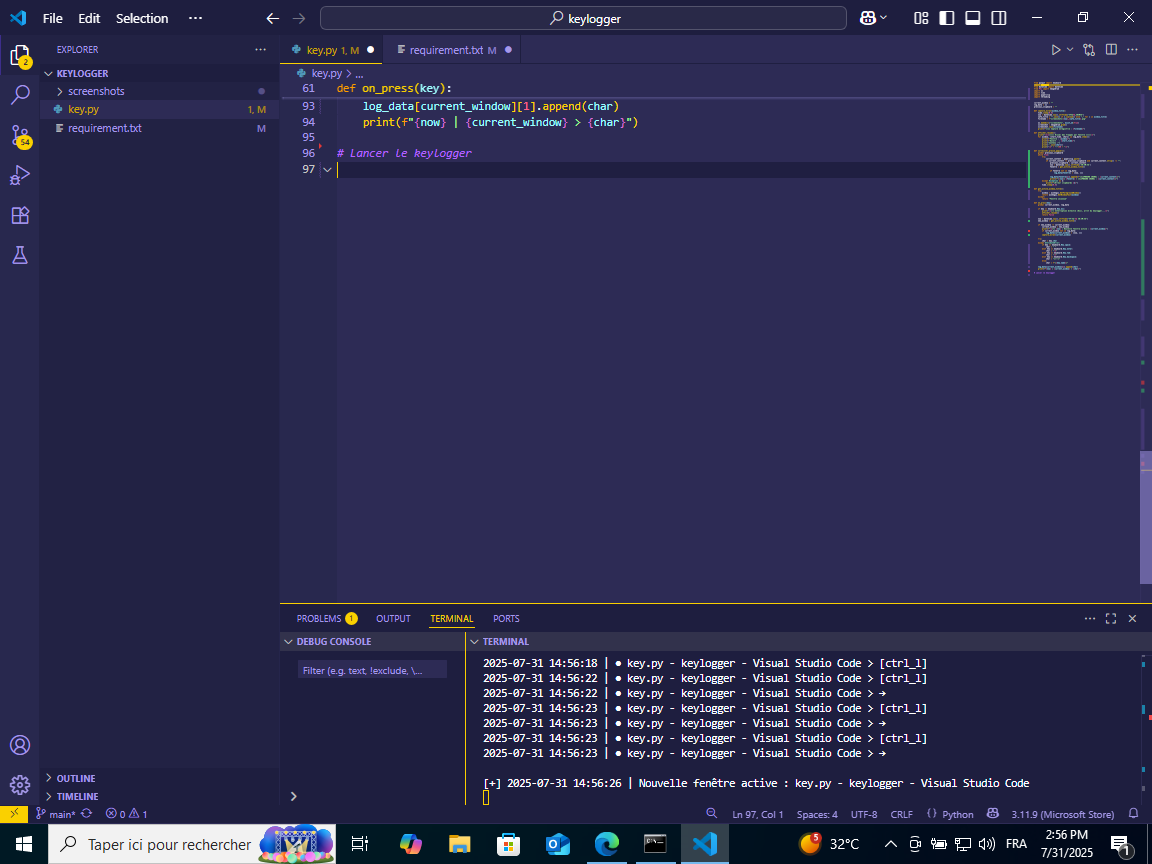 File Edit Selection ··· keylogger
EXPLORER ···
KEYLOGGER
screenshots
key.py 1, M
requirement.txt M
key.py 1, M ● requirement.txt M ●
key.py > ...
61 def on_press(key):
93 log_data[current_window][1].append(char)
94 print(f"{now} | {current_window} > {char}")
95
96 # Lancer le keylogger
97
OUTLINE
TIMELINE
PROBLEMS 1 OUTPUT TERMINAL PORTS
DEBUG CONSOLE
Filter (e.g. text, !exclude, \...
TERMINAL
2025-07-31 14:56:18 | ● key.py - keylogger - Visual Studio Code > [ctrl_l]
2025-07-31 14:56:22 | ● key.py - keylogger - Visual Studio Code > [ctrl_l]
2025-07-31 14:56:22 | ● key.py - keylogger - Visual Studio Code > →
2025-07-31 14:56:23 | ● key.py - keylogger - Visual Studio Code > [ctrl_l]
2025-07-31 14:56:23 | ● key.py - keylogger - Visual Studio Code > →
2025-07-31 14:56:23 | ● key.py - keylogger - Visual Studio Code > [ctrl_l]
2025-07-31 14:56:23 | ● key.py - keylogger - Visual Studio Code > →
[+] 2025-07-31 14:56:26 | Nouvelle fenêtre active : key.py - keylogger - Visual Studio Code
2
54
main* 0 1 Ln 97, Col 1 Spaces: 4 UTF-8 CRLF Python 3.11.9 (Microsoft Store)
Taper ici pour rechercher 5 32°C FRA 2:56 PM
7/31/2025 1